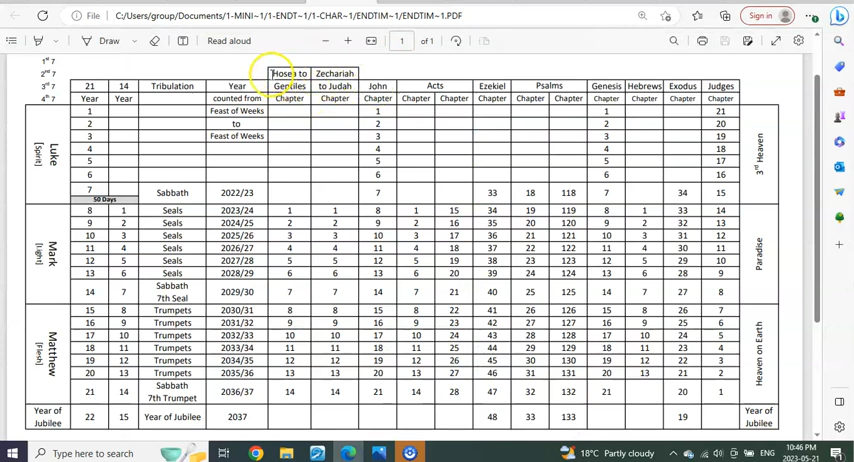 File | C:/Users/group/Documents/1-MINI~1/1-ENDT~1/1-CHAR~1/ENDTIM~1/ENDTIM~1.PDF
Sign in
Draw
Read aloud
1
of 1
1st 7
2nd 7 Hosea to Zechariah
3rd 7 21 14 Tribulation Year Gentiles to Judah John Acts Ezekiel Psalms Genesis Hebrews Exodus Judges
4th 7 Year Year counted from Chapter Chapter Chapter Chapter Chapter Chapter Chapter Chapter Chapter Chapter Chapter Chapter
Luke [Spirit]
1 Feast of Weeks 1 1 21
2 to 2 2 20
3 Feast of Weeks 3 3 19
4 4 4 18
5 5 5 17
6 6 6 16
7 Sabbath 2022/23 7 33 18 118 7 34 15
50 Days
3rd Heaven
Mark [Light]
8 1 Seals 2023/24 1 1 8 1 15 34 19 119 8 1 33 14
9 2 Seals 2024/25 2 2 9 2 16 35 20 120 9 2 32 13
10 3 Seals 2025/26 3 3 10 3 17 36 21 121 10 3 31 12
11 4 Seals 2026/27 4 4 11 4 18 37 22 122 11 4 30 11
12 5 Seals 2027/28 5 5 12 5 19 38 23 123 12 5 29 10
13 6 Seals 2028/29 6 6 13 6 20 39 24 124 13 6 28 9
14 7 Sabbath 7th Seal 2029/30 7 7 14 7 21 40 25 125 14 7 27 8
Paradise
Matthew [Flesh]
15 8 Trumpets 2030/31 8 8 15 8 22 41 26 126 15 8 26 7
16 9 Trumpets 2031/32 9 9 16 9 23 42 27 127 16 9 25 6
17 10 Trumpets 2032/33 10 10 17 10 24 43 28 128 17 10 24 5
18 11 Trumpets 2033/34 11 11 18 11 25 44 29 129 18 11 23 4
19 12 Trumpets 2034/35 12 12 19 12 26 45 30 130 19 12 22 3
20 13 Trumpets 2035/36 13 13 20 13 27 46 31 131 20 13 21 2
21 14 Sabbath 7th Trumpet 2036/37 14 14 21 14 28 47 32 132 21 20 1
Heaven on Earth
Year of Jubilee 22 15 Year of Jubilee 2037 48 33 133 19 Year of Jubilee
Type here to search
18°C Partly cloudy
ENG
10:46 PM
2023-05-21